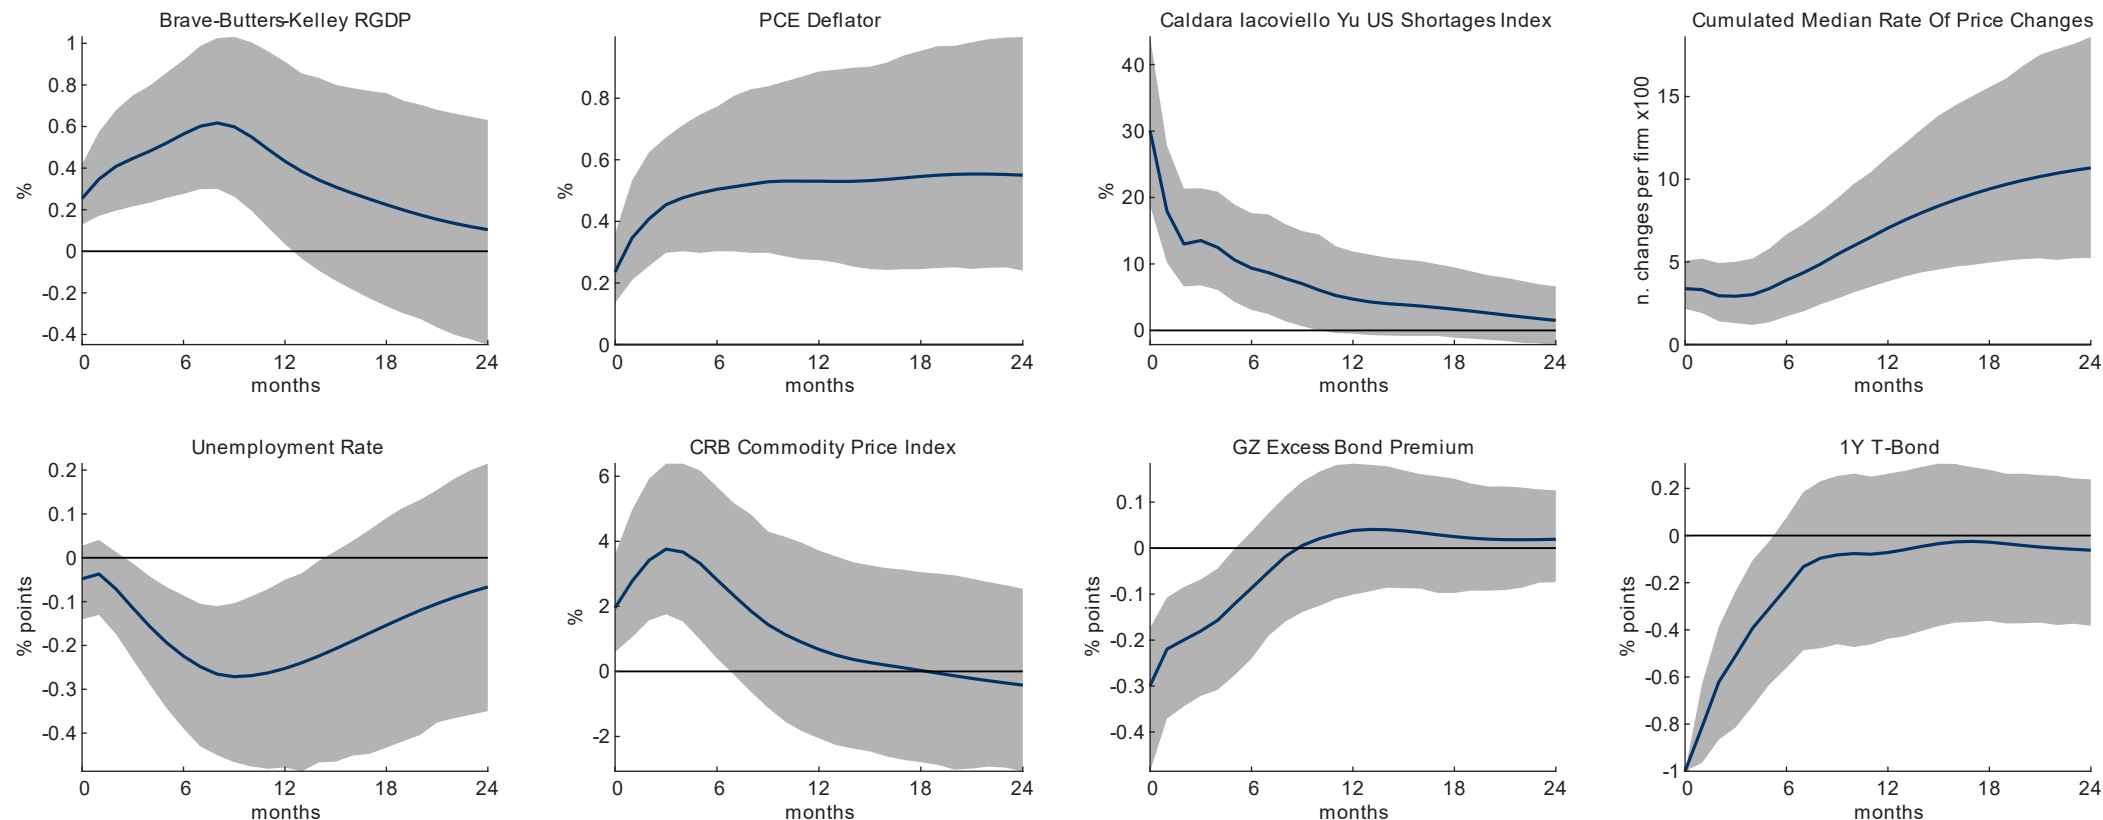 Brave-Butters-Kelley RGDP
%
1
0.8
0.6
0.4
0.2
0
-0.2
-0.4
0 6 12 18 24
months
PCE Deflator
%
0.8
0.6
0.4
0.2
0
0 6 12 18 24
months
Caldara Iacoviello Yu US Shortages Index
%
40
30
20
10
0
0 6 12 18 24
months
Cumulated Median Rate Of Price Changes
n. changes per firm x100
15
10
5
0
0 6 12 18 24
months
Unemployment Rate
% points
0.2
0.1
0
-0.1
-0.2
-0.3
-0.4
0 6 12 18 24
months
CRB Commodity Price Index
%
6
4
2
0
-2
0 6 12 18 24
months
GZ Excess Bond Premium
% points
0.1
0
-0.1
-0.2
-0.3
-0.4
0 6 12 18 24
months
1Y T-Bond
% points
0.2
0
-0.2
-0.4
-0.6
-0.8
-1
0 6 12 18 24
months